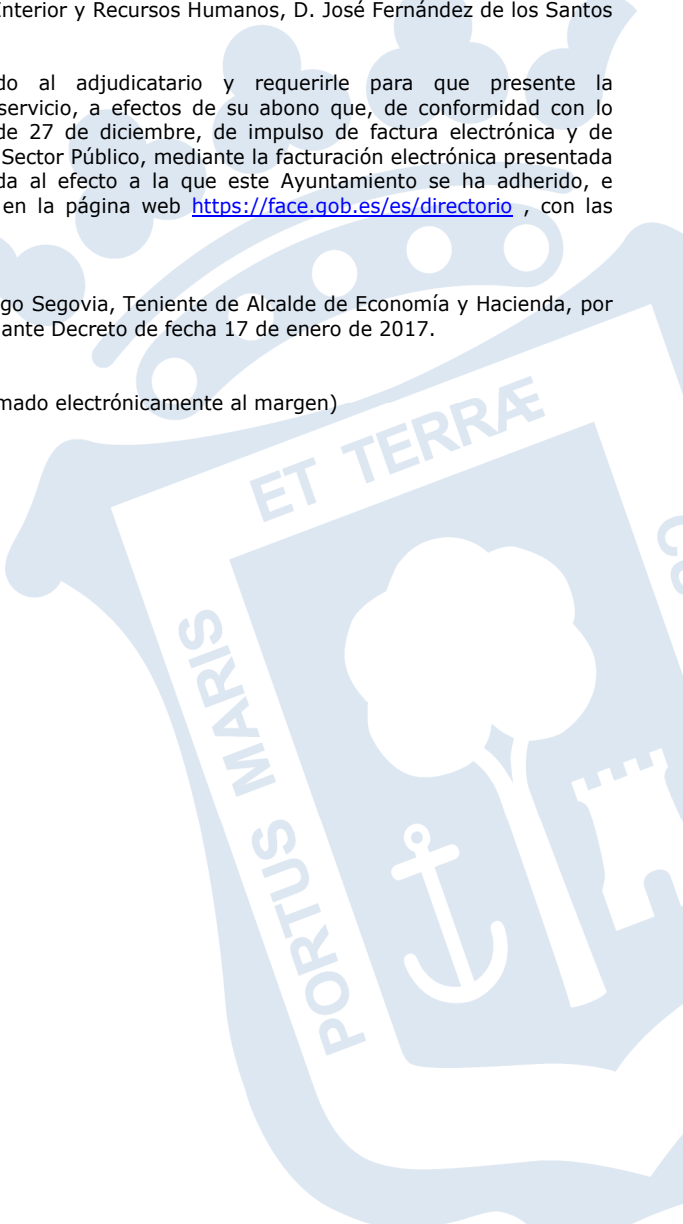 Interior y Recursos Humanos, D. José Fernández de los Santos
do al adjudicatario y requerirle para que presente la
servicio, a efectos de su abono que, de conformidad con lo
de 27 de diciembre, de impulso de factura electrónica y de
Sector Público, mediante la facturación electrónica presentada
da al efecto a la que este Ayuntamiento se ha adherido, e
en la página web https://face.gob.es/es/directorio , con las
go Segovia, Teniente de Alcalde de Economía y Hacienda, por
ante Decreto de fecha 17 de enero de 2017.
mado electrónicamente al margen)
PORTUS MARIS
ET TERRÆ